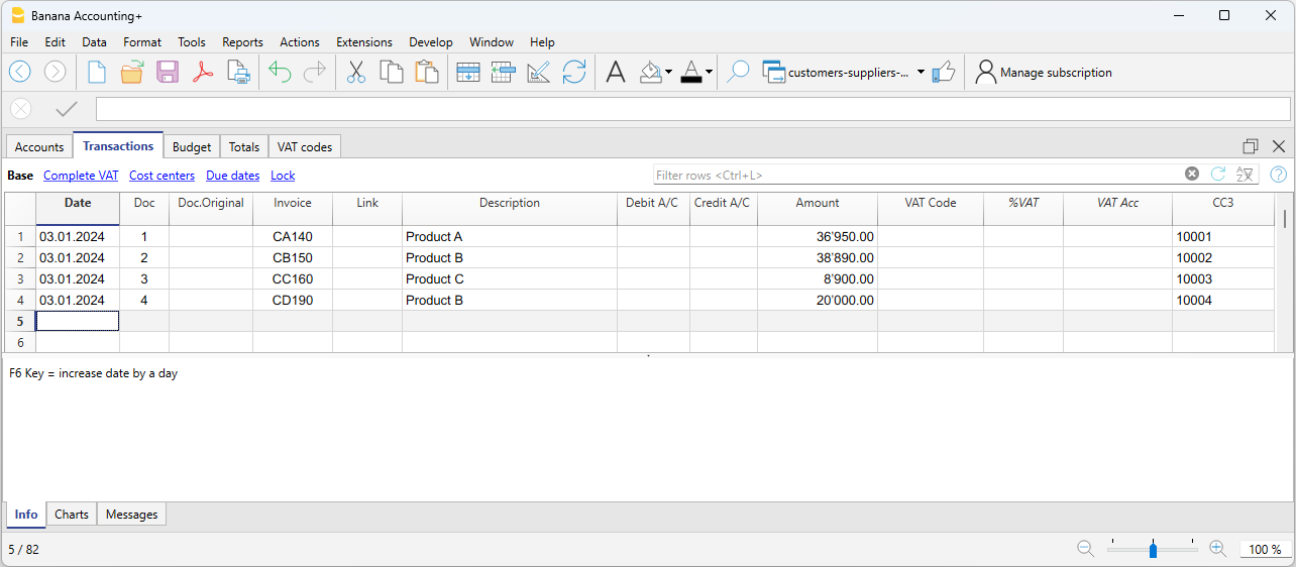 Banana Accounting+
File Edit Data Format Tools Reports Actions Extensions Develop Window Help
customers-suppliers-... Manage subscription
Accounts Transactions Budget Totals VAT codes
Base Complete VAT Cost centers Due dates Lock Filter rows <Ctrl+L>
Date Doc Doc.Original Invoice Link Description Debit A/C Credit A/C Amount VAT Code %VAT VAT Acc CC3
1 03.01.2024 1 CA140 Product A 36'950.00 10001
2 03.01.2024 2 CB150 Product B 38'890.00 10002
3 03.01.2024 3 CC160 Product C 8'900.00 10003
4 03.01.2024 4 CD190 Product B 20'000.00 10004
5
6
F6 Key = increase date by a day
Info Charts Messages
5 / 82 100 %